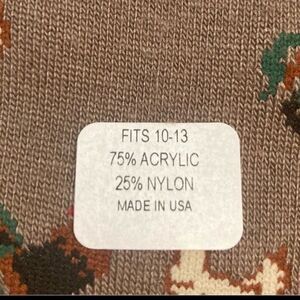 FITS 10-13
75% ACRYLIC
25% NYLON
MADE IN USA